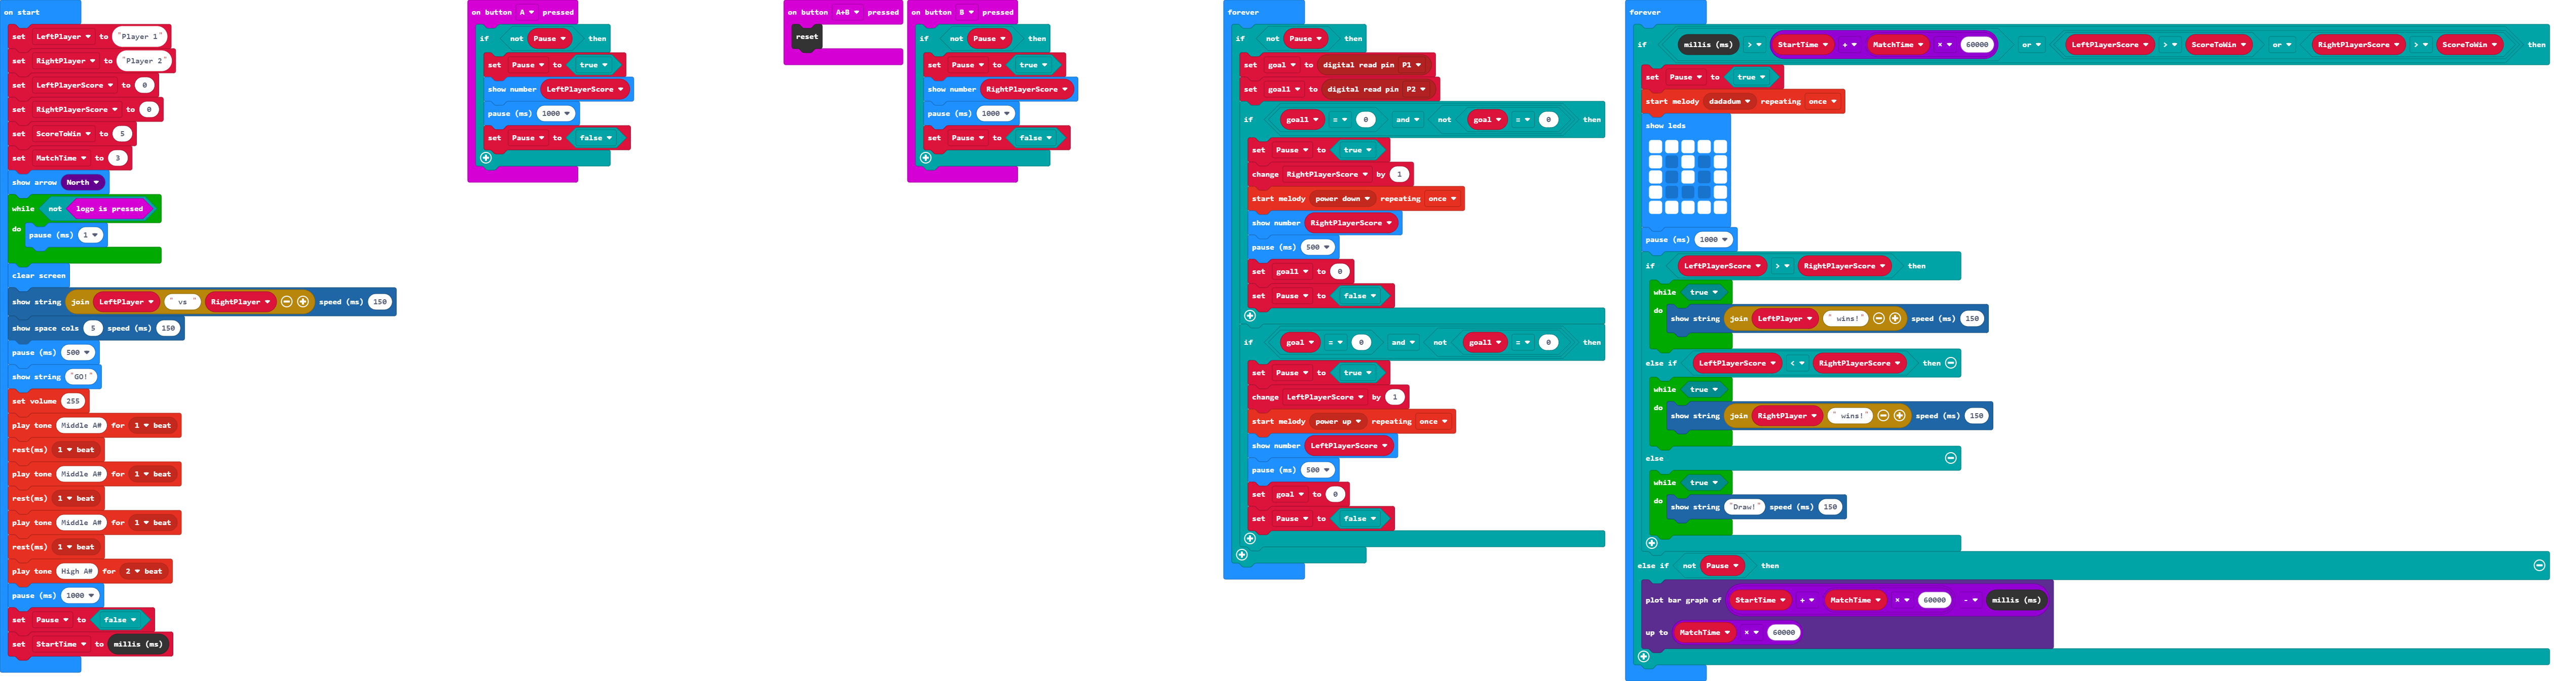 on start
set LeftPlayer to "Player 1"
set RightPlayer to "Player 2"
set LeftPlayerScore to 0
set RightPlayerScore to 0
set ScoreToWin to 5
set MatchTime to 3
show arrow North
while not logo is pressed
do pause (ms) 1
clear screen
show string join LeftPlayer " vs " RightPlayer speed (ms) 150
show space cols 5 speed (ms) 150
pause (ms) 500
show string "GO!"
set volume 255
play tone Middle A# for 1 beat
rest(ms) 1 beat
play tone Middle A# for 1 beat
rest(ms) 1 beat
play tone Middle A# for 1 beat
rest(ms) 1 beat
play tone High A# for 2 beat
pause (ms) 1000
set Pause to false
set StartTime to millis (ms)
on button A pressed
if not Pause then
set Pause to true
show number LeftPlayerScore
pause (ms) 1000
set Pause to false
on button A+B pressed
reset
on button B pressed
if not Pause then
set Pause to true
show number RightPlayerScore
pause (ms) 1000
set Pause to false
forever
if not Pause then
set goal to digital read pin P1
set goal1 to digital read pin P2
if goal1 = 0 and not goal = 0 then
set Pause to true
change RightPlayerScore by 1
start melody power down repeating once
show number RightPlayerScore
pause (ms) 500
set goal1 to 0
set Pause to false
if goal = 0 and not goal1 = 0 then
set Pause to true
change LeftPlayerScore by 1
start melody power up repeating once
show number LeftPlayerScore
pause (ms) 500
set goal to 0
set Pause to false
forever
if millis (ms) > StartTime + MatchTime × 60000 or LeftPlayerScore > ScoreToWin or RightPlayerScore > ScoreToWin then
set Pause to true
start melody dadadum repeating once
show leds
pause (ms) 1000
if LeftPlayerScore > RightPlayerScore then
while true
do show string join LeftPlayer " wins!" speed (ms) 150
else if LeftPlayerScore < RightPlayerScore then
while true
do show string join RightPlayer " wins!" speed (ms) 150
else
while true
do show string "Draw!" speed (ms) 150
else if not Pause then
plot bar graph of StartTime + MatchTime × 60000 - millis (ms)
up to MatchTime × 60000